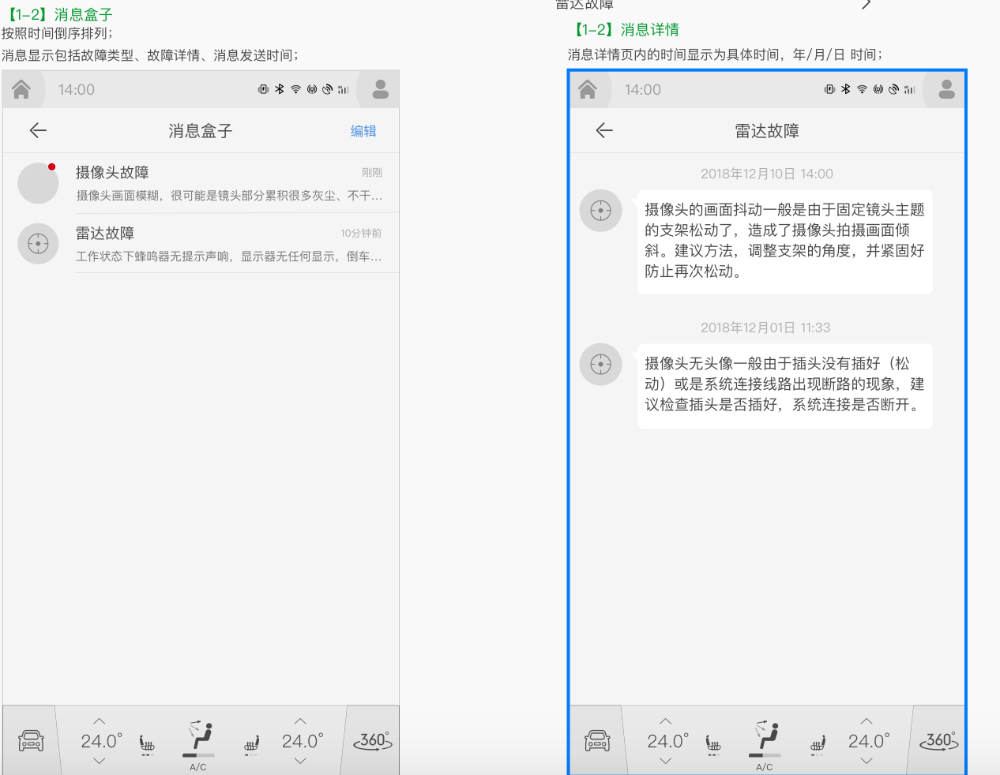 【1-2】消息盒子
按照时间倒序排列；
消息显示包括故障类型、故障详情、消息发送时间；
14:00
消息盒子
编辑
摄像头故障
刚刚
摄像头画面模糊，很可能是镜头部分累积很多灰尘、不干...
雷达故障
10分钟前
工作状态下蜂鸣器无提示声响，显示器无任何显示，倒车...
24.0°
A/C
24.0°
360°
雷达故障
【1-2】消息详情
消息详情页内的时间显示为具体时间，年/月/日 时间；
14:00
雷达故障
2018年12月10日 14:00
摄像头的画面抖动一般是由于固定镜头主题
的支架松动了，造成了摄像头拍摄画面倾
斜。建议方法，调整支架的角度，并紧固好
防止再次松动。
2018年12月01日 11:33
摄像头无头像一般由于插头没有插好（松
动）或是系统连接线路出现断路的现象，建
议检查插头是否插好，系统连接是否断开。
24.0°
A/C
24.0°
360°